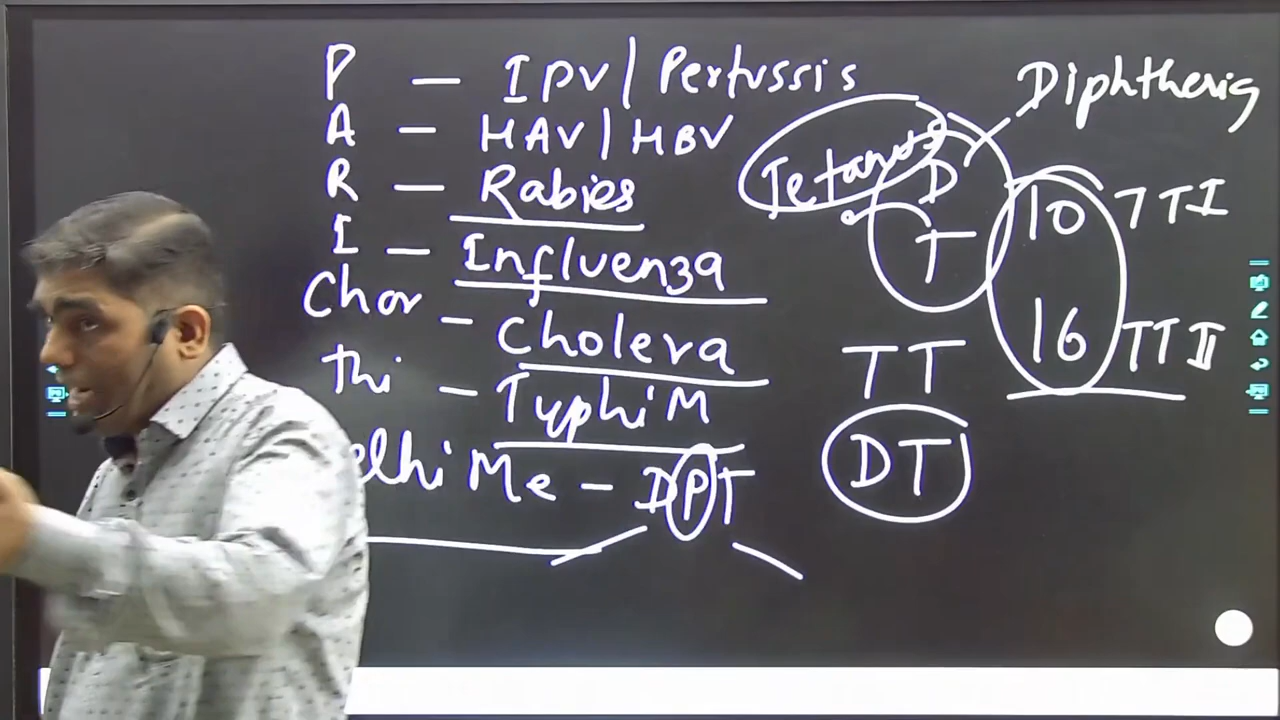 P — IPV / Pertussis
A — HAV / HBV
R — Rabies
I — Influenza
Chor — Cholera
thi — Typhi M
elhi Me — DPT
Diphtheria
Tetanus
D
T
10 TT I
16 TT II
TT
DT